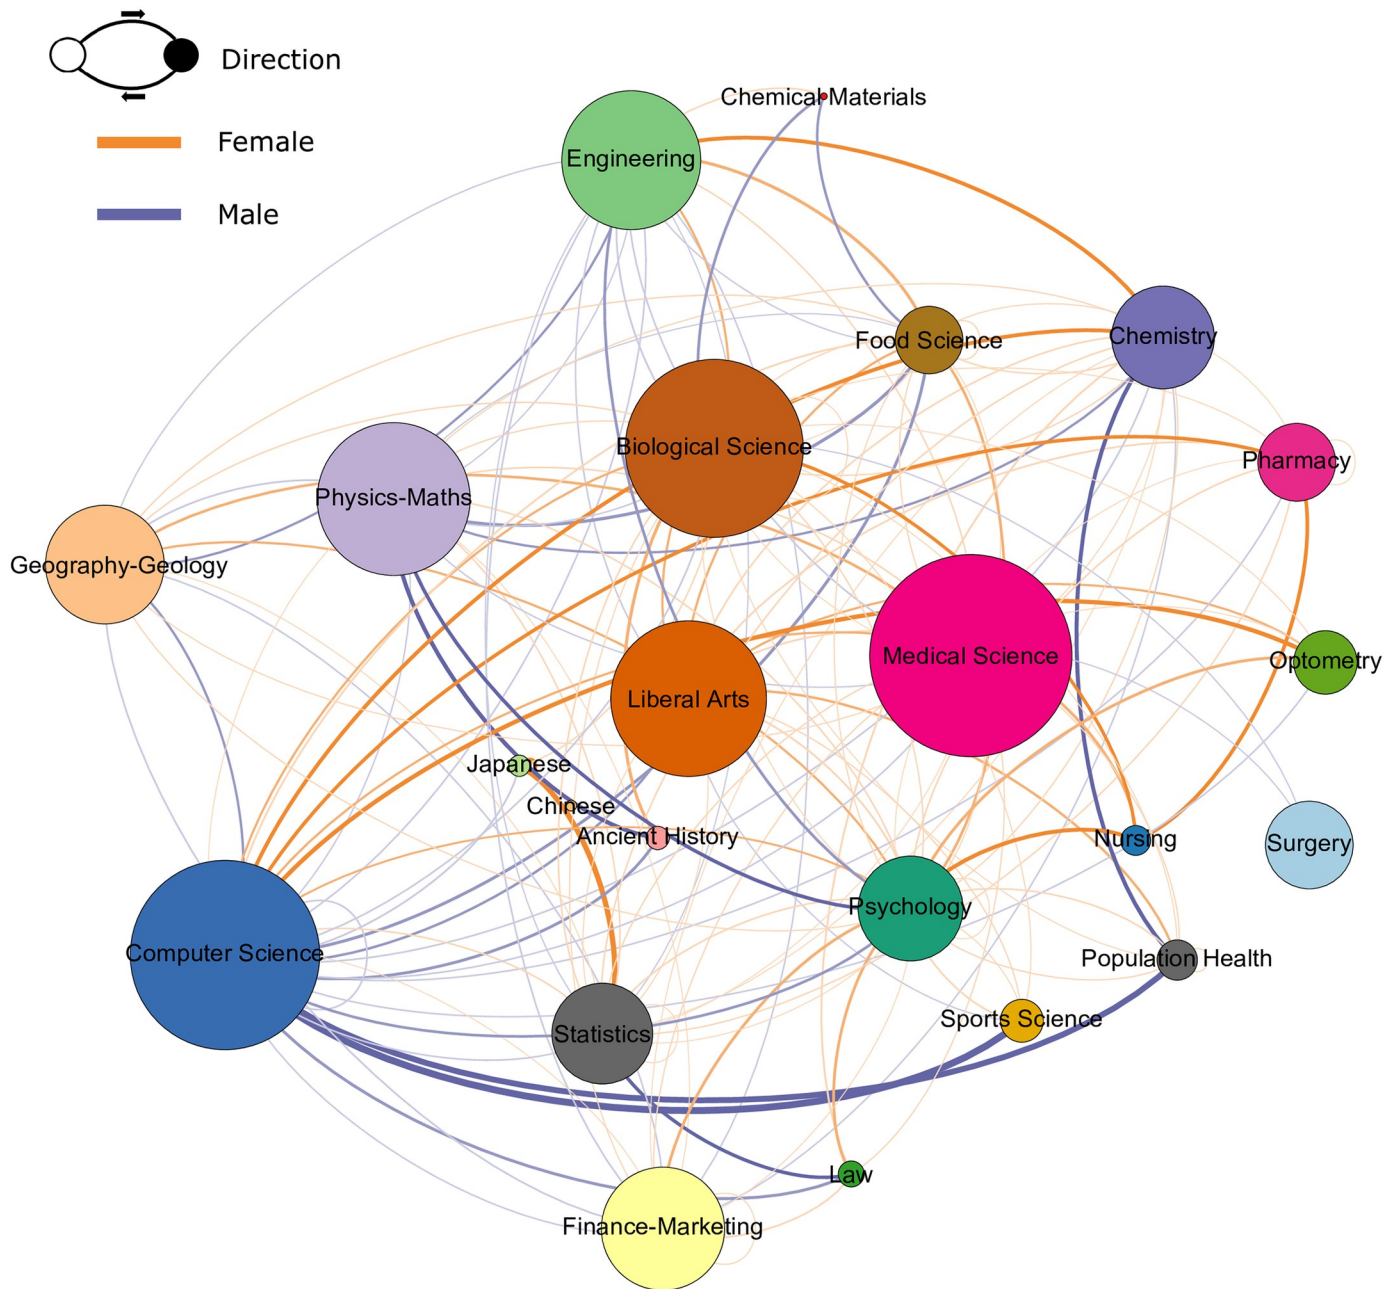 Direction
Female
Male
Chemical Materials
Engineering
Food Science
Chemistry
Biological Science
Pharmacy
Physics-Maths
Geography-Geology
Medical Science
Optometry
Liberal Arts
Japanese
Chinese
Ancient History
Nursing
Surgery
Psychology
Computer Science
Population Health
Sports Science
Statistics
Law
Finance-Marketing